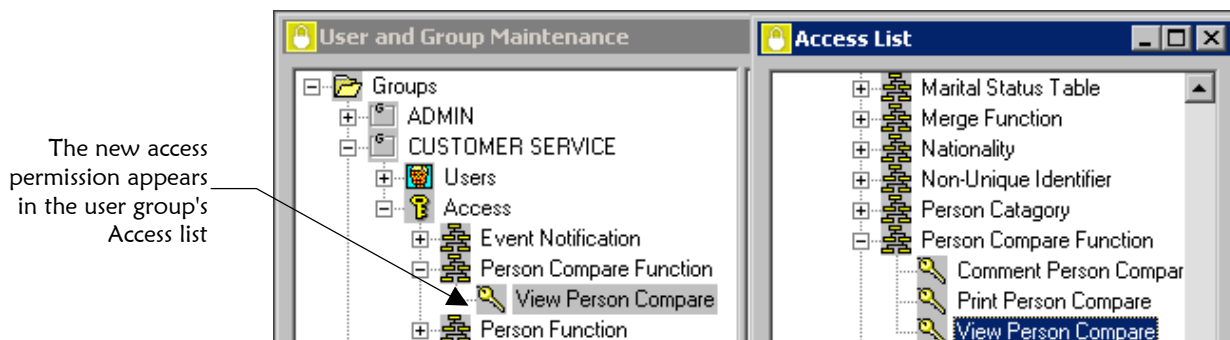 The new access
permission appears
in the user group's
Access list
User and Group Maintenance
Groups
ADMIN
CUSTOMER SERVICE
Users
Access
Event Notification
Person Compare Function
View Person Compare
Person Function
Access List
Marital Status Table
Merge Function
Nationality
Non-Unique Identifier
Person Catagory
Person Compare Function
Comment Person Compar
Print Person Compare
View Person Compare